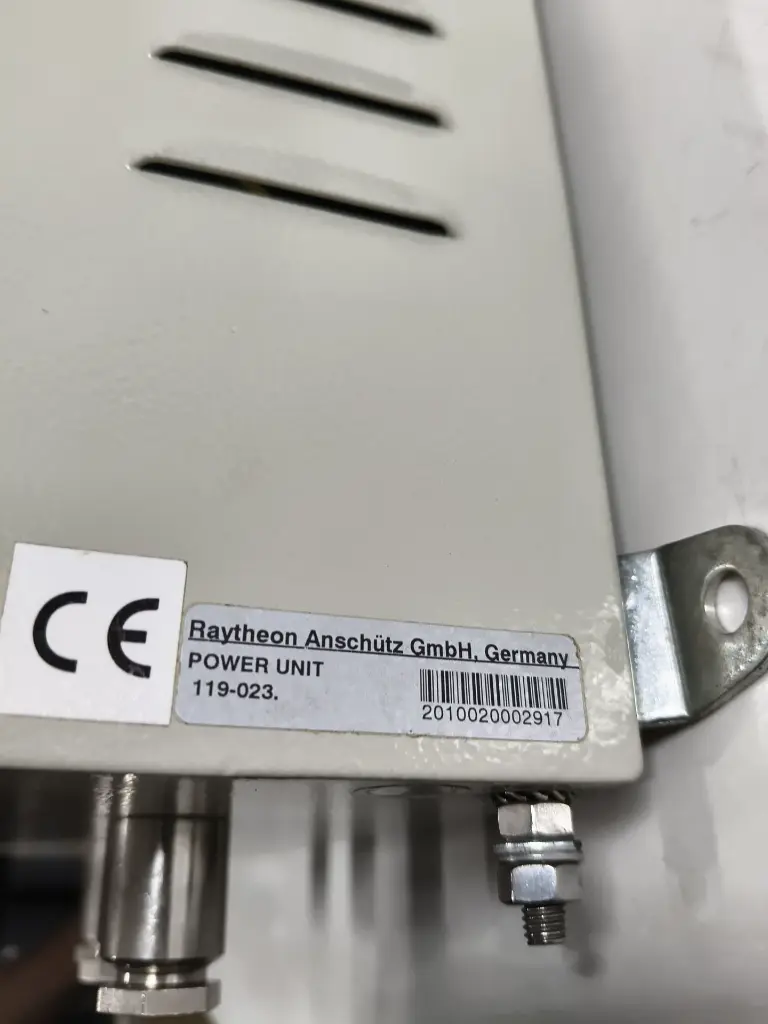 CE
Raytheon Anschütz GmbH, Germany
POWER UNIT
119-023.
2010020002917